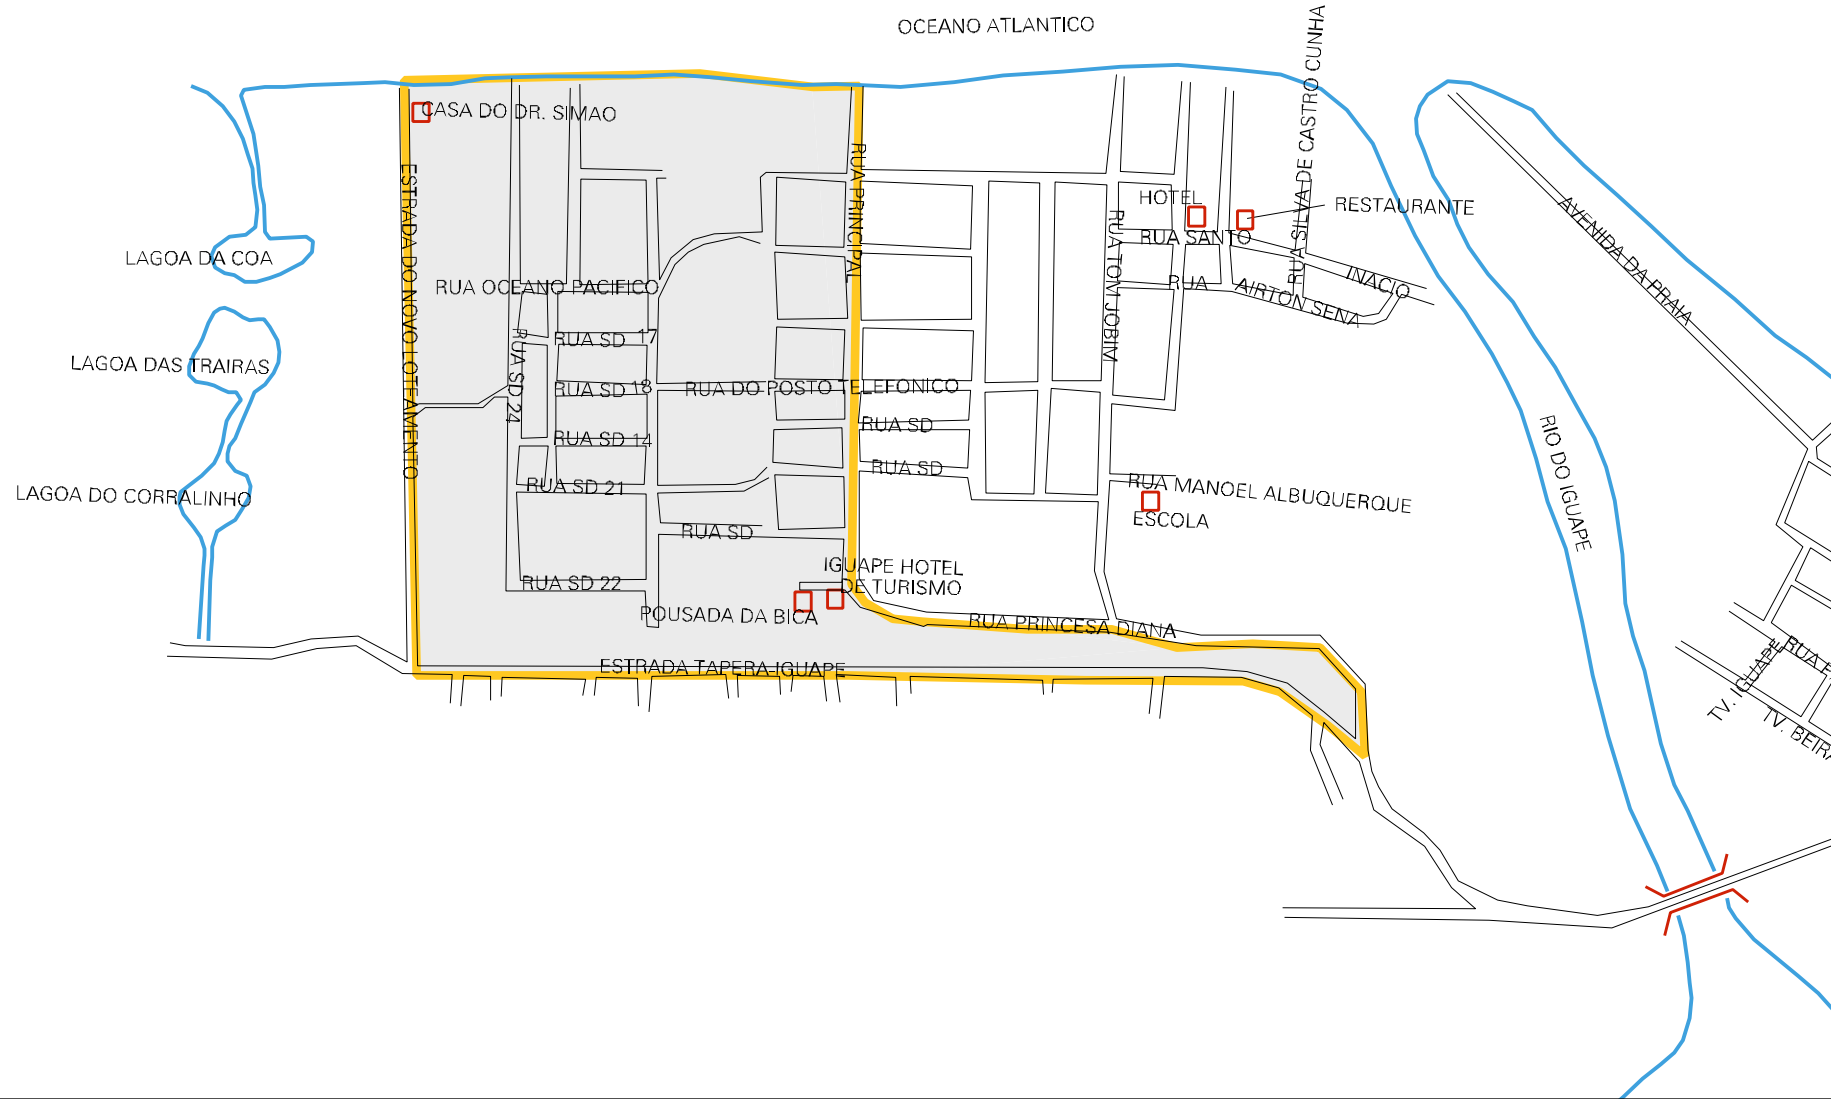 OCEANO ATLANTICO
CASA DO DR. SIMAO
RUA SILVA DE CASTRO CUNHA
ESTRADA DO NOVO LOTEAMENTO
RUA PRINCIPAL
HOTEL
RESTAURANTE
AVENIDA DA PRAIA
RUA TOM JOBIM
RUA SANTO
INACIO
LAGOA DA COA
RUA OCEANO PACIFICO
RUA
AIRTON SENA
RUA SD 17
RUA SD 24
LAGOA DAS TRAIRAS
RUA SD 18
RUA DO POSTO TELEFONICO
RUA SD
RIO DO IGUAPE
RUA SD 14
RUA SD
RUA SD 21
LAGOA DO CORRALINHO
RUA MANOEL ALBUQUERQUE
ESCOLA
RUA SD
IGUAPE HOTEL
DE TURISMO
RUA SD 22
POUSADA DA BICA
RUA PRINCESA DIANA
ESTRADA TAPERA-IGUAPE
TV. IGUAPE
RUA
TV. BEIRA